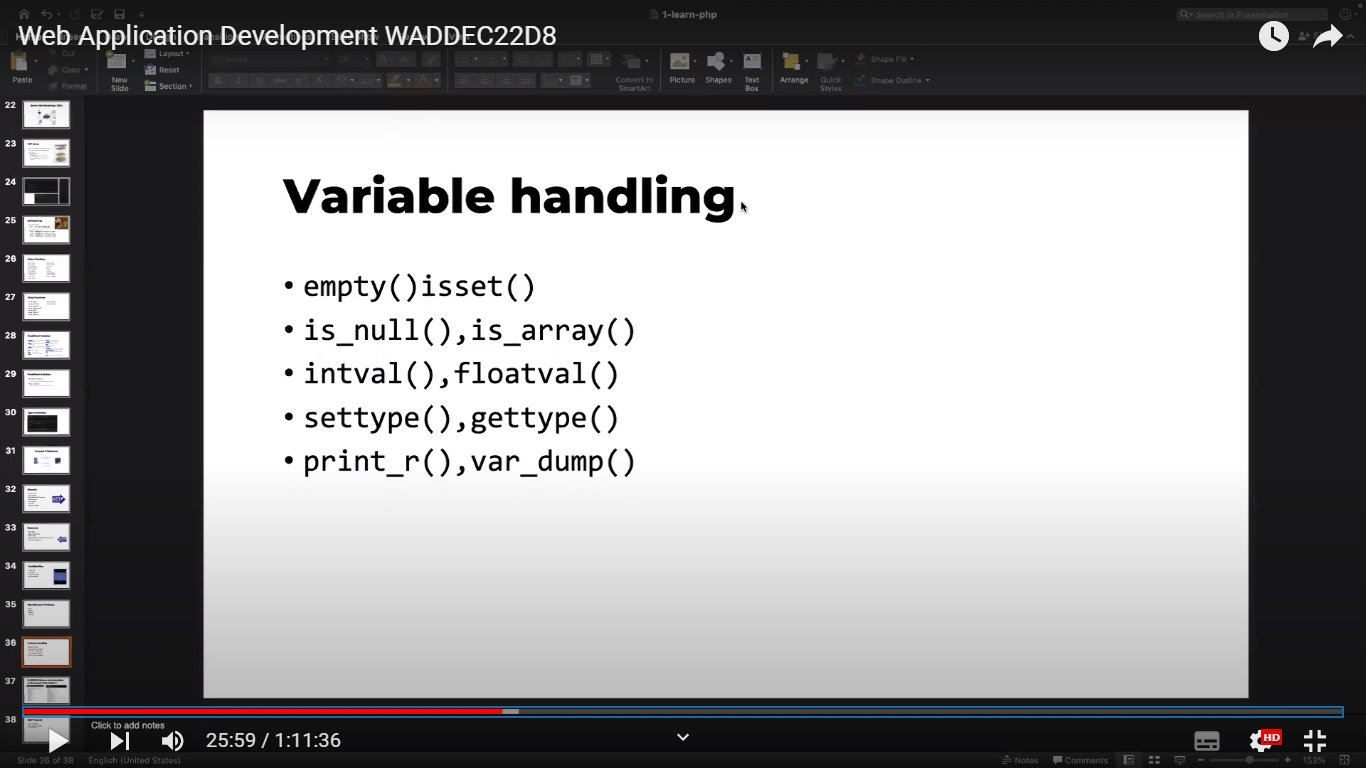 1-learn-php
Search in Presentation
Web Application Development WADDEC22D8
Cut
Copy
Format
Paste
New
Slide
Layout
Reset
Section
Convert to
SmartArt
Picture
Shapes
Text
Box
Arrange
Quick
Styles
Shape Fill
Shape Outline
22
23
24
25
26
27
28
29
30
31
32
33
34
35
36
37
38
Variable handling
• empty()isset()
• is_null(),is_array()
• intval(),floatval()
• settype(),gettype()
• print_r(),var_dump()
Click to add notes
25:59 / 1:11:36
HD
Slide 36 of 38
English (United States)
Notes
Comments
153%